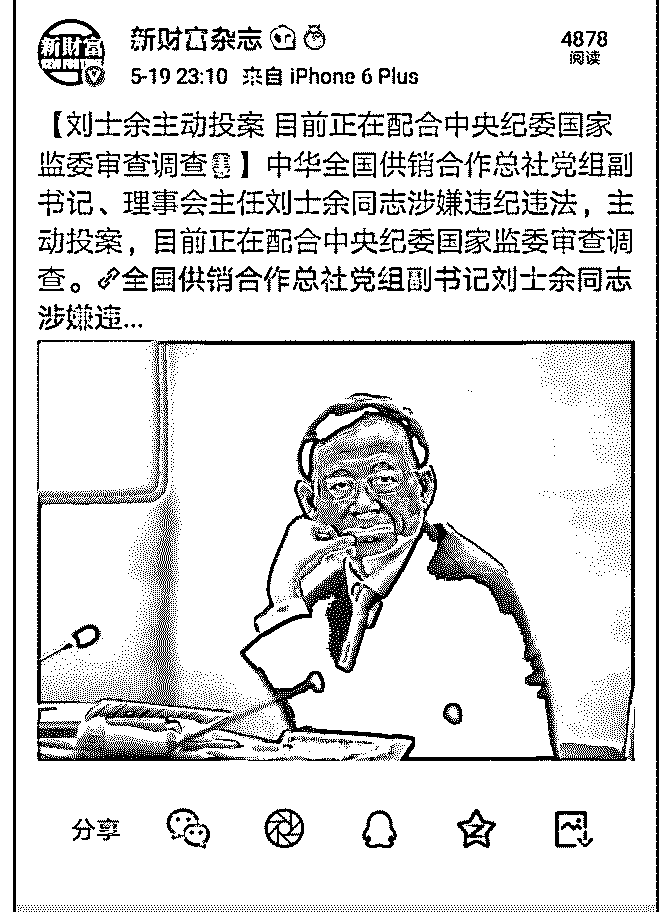 新財富
新财富杂志
4878
阅读
5-19 23:10 来自 iPhone 6 Plus
【刘士余主动投案 目前正在配合中央纪委国家
监委审查调查】中华全国供销合作总社党组副
书记、理事会主任刘士余同志涉嫌违纪违法，主
动投案，目前正在配合中央纪委国家监委审查调
查。全国供销合作总社党组副书记刘士余同志
涉嫌违...
分享